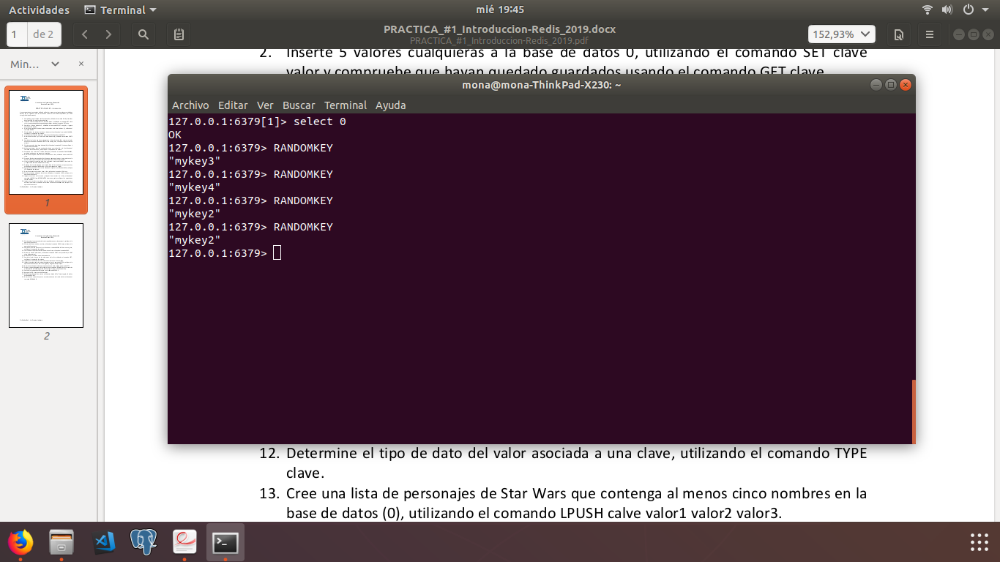 Actividades Terminal mié 19:45
1 de 2 PRACTICA_#1_Introduccion-Redis_2019.docx 152,93%
PRACTICA_#1_Introduccion-Redis_2019.pdf
Min...
2. Inserte 5 valores cualquieras a la base de datos 0, utilizando el comando SET clave
valor y compruebe que hayan quedado guardados usando el comando GET clave
mona@mona-ThinkPad-X230: ~
Archivo Editar Ver Buscar Terminal Ayuda
127.0.0.1:6379[1]> select 0
OK
127.0.0.1:6379> RANDOMKEY
"mykey3"
127.0.0.1:6379> RANDOMKEY
"mykey4"
127.0.0.1:6379> RANDOMKEY
"mykey2"
127.0.0.1:6379> RANDOMKEY
"mykey2"
127.0.0.1:6379>
1
2
12. Determine el tipo de dato del valor asociada a una clave, utilizando el comando TYPE
clave.
13. Cree una lista de personajes de Star Wars que contenga al menos cinco nombres en la
base de datos (0), utilizando el comando LPUSH calve valor1 valor2 valor3.